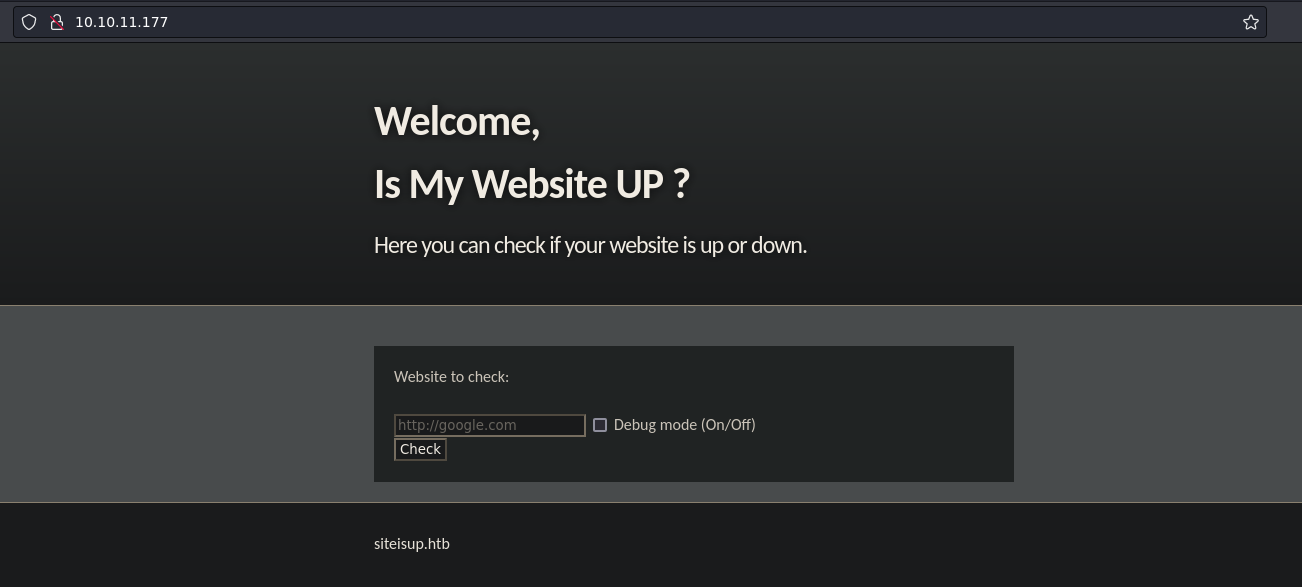 10.10.11.177
Welcome,
Is My Website UP ?
Here you can check if your website is up or down.
Website to check:
http://google.com Debug mode (On/Off)
Check
siteisup.htb